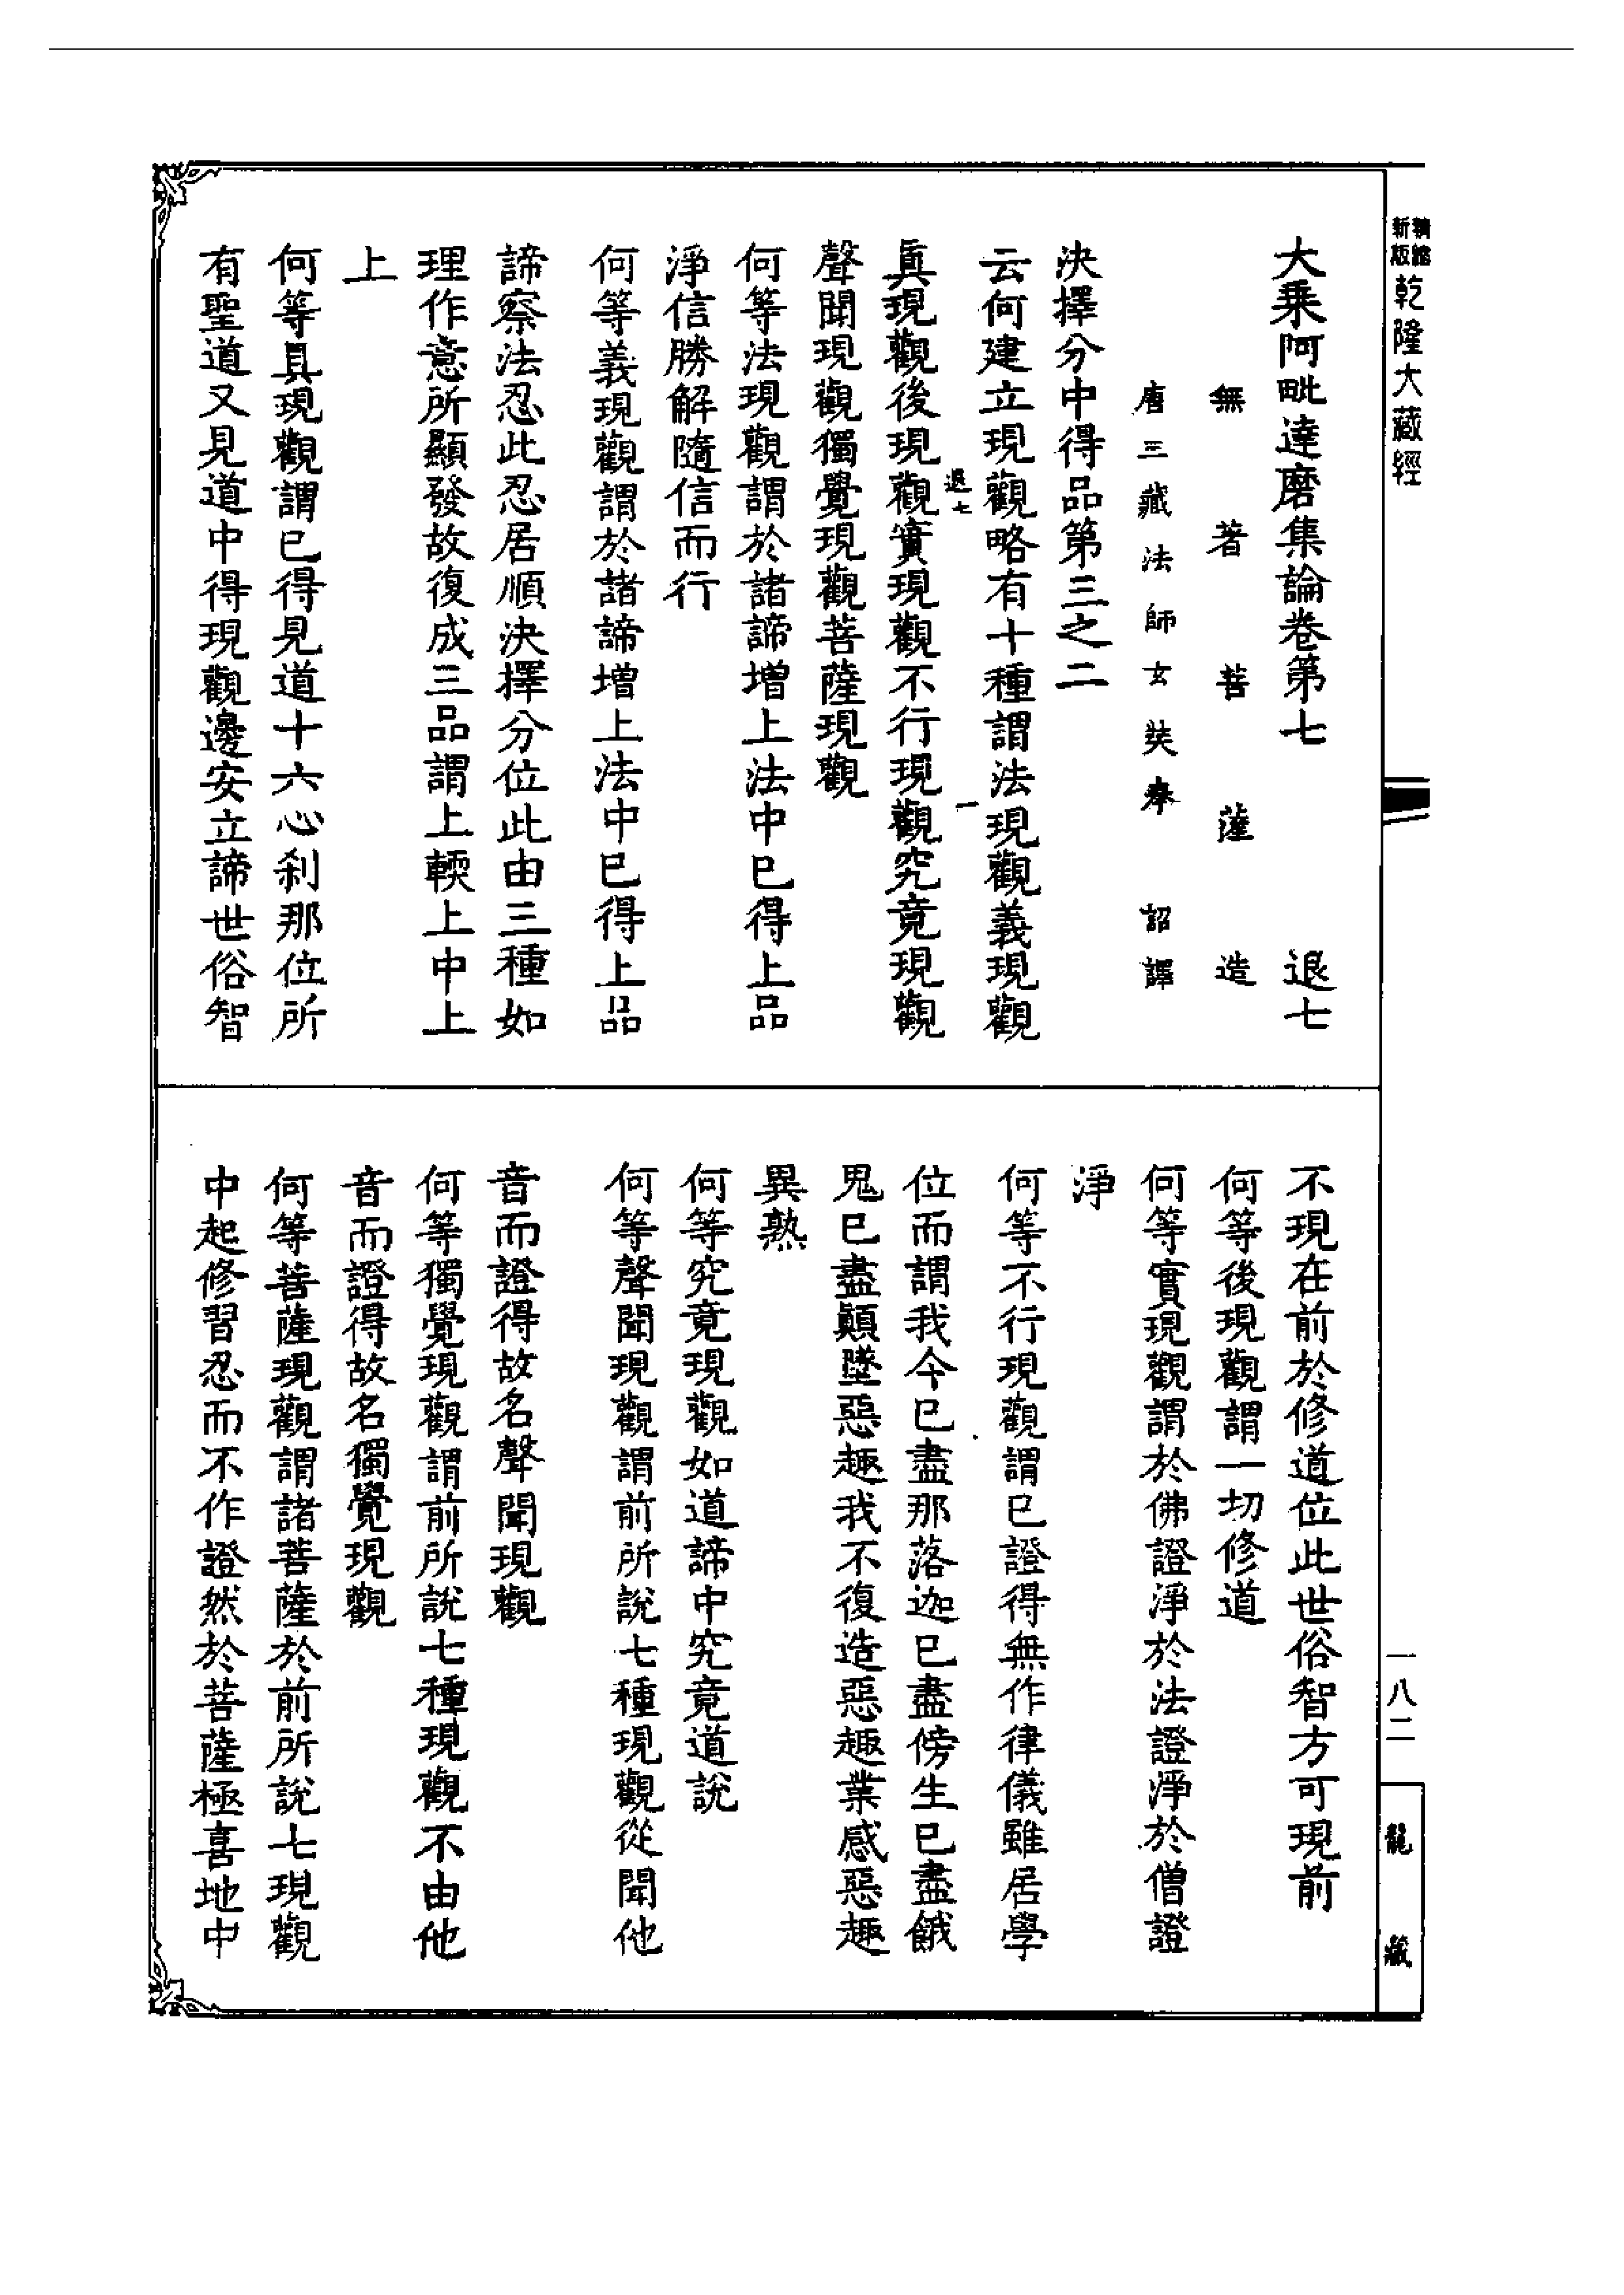 新版
乾隆大藏經
大乘阿毗達磨集論卷第七　退七
無著菩薩造
唐三藏法師玄奘奉詔譯
決擇分中得品第三之二
云何建立現觀略有十種謂法現觀義現觀
退七　一
真現觀後現觀實現觀不行現觀究竟現觀
聲聞現觀獨覺現觀菩薩現觀
何等法現觀謂於諸諦增上法中已得上品
淨信勝解隨信而行
何等義現觀謂於諸諦增上法中已得上品
諦察法忍此忍居順決擇分位此由三種如
理作意所顯發故復成三品謂上輭上中上
上
何等真現觀謂已得見道十六心剎那位所
有聖道又見道中得現觀邊安立諦世俗智
不現在前於修道位此世俗智方可現前
何等後現觀謂一切修道
何等實現觀謂於佛證淨於法證淨於僧證
淨
何等不行現觀謂已證得無作律儀雖居學
位而謂我今已盡那落迦已盡傍生已盡餓
鬼已盡顛墜惡趣我不復造惡趣業感惡趣
異熟
何等究竟現觀如道諦中究竟道說
何等聲聞現觀謂前所說七種現觀從聞他
音而證得故名聲聞現觀
何等獨覺現觀謂前所說七種現觀不由他
音而證得故名獨覺現觀
何等菩薩現觀謂諸菩薩於前所說七現觀
中起修習忍而不作證然於菩薩極喜地中
一八二
龍藏